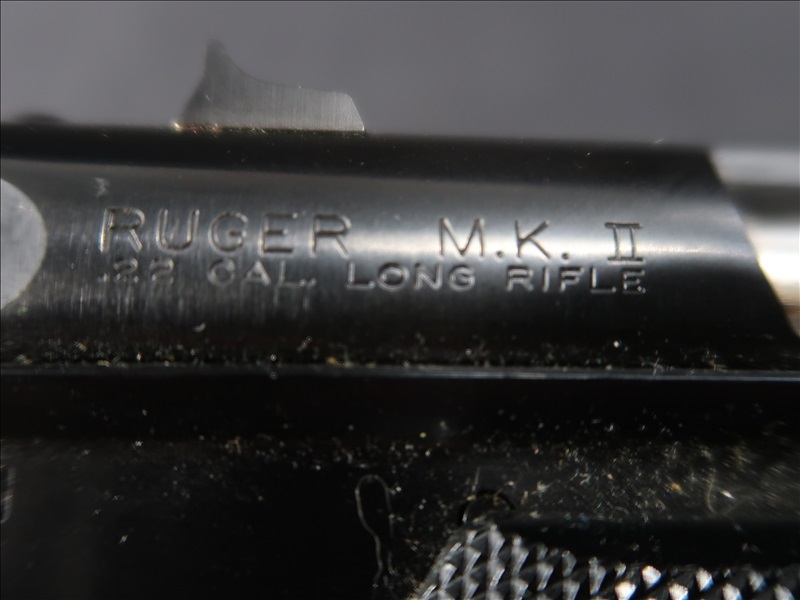 RUGER M.K. II
.22 CAL. LONG RIFLE